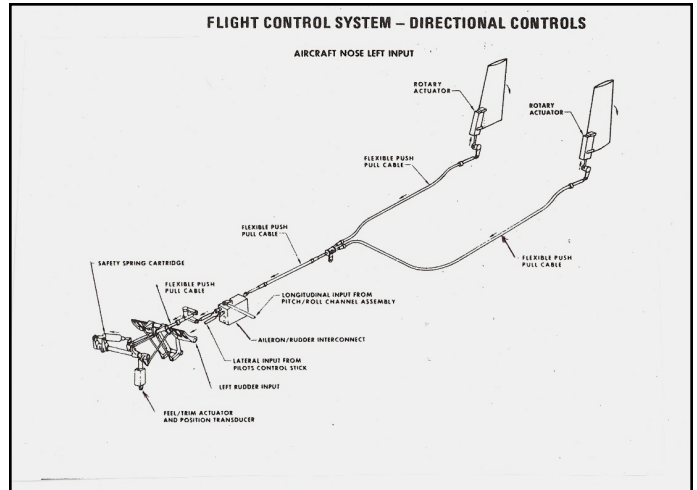 FLIGHT CONTROL SYSTEM – DIRECTIONAL CONTROLS
AIRCRAFT NOSE LEFT INPUT
ROTARY
ACTUATOR
ROTARY
ACTUATOR
FLEXIBLE PUSH
PULL CABLE
FLEXIBLE PUSH
PULL CABLE
FLEXIBLE PUSH
PULL CABLE
SAFETY SPRING CARTRIDGE
FLEXIBLE PUSH
PULL CABLE
LONGITUDINAL INPUT FROM
PITCH/ROLL CHANNEL ASSEMBLY
AILERON/RUDDER INTERCONNECT
LATERAL INPUT FROM
PILOTS CONTROL STICK
LEFT RUDDER INPUT
FEEL/TRIM ACTUATOR
AND POSITION TRANSDUCER